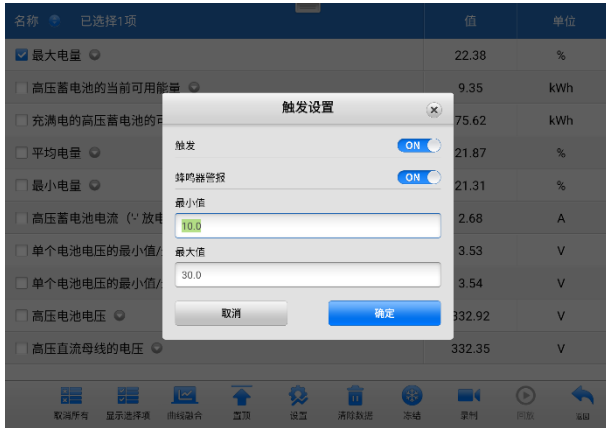 名称 已选择1项 值 单位
最大电量 22.38 %
高压蓄电池的当前可用能量 9.35 kWh
充满电的高压蓄电池的可 75.62 kWh
平均电量 21.87 %
最小电量 21.31 %
高压蓄电池电流（'-' 放电 2.68 A
单个电池电压的最小值/ 3.53 V
单个电池电压的最小值/ 3.54 V
高压电池电压 332.92 V
高压直流母线的电压 332.35 V
触发设置
触发 ON
蜂鸣器警报 ON
最小值
10.0
最大值
30.0
取消 确定
取消所有 显示选择项 曲线融合 置顶 设置 清除数据 冻结 录制 回放 返回